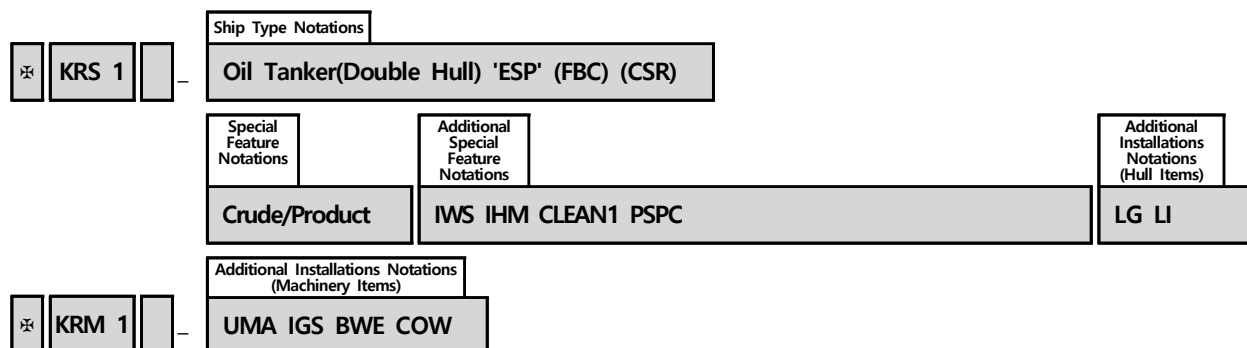 Ship Type Notations
✠ KRS 1 _ Oil Tanker(Double Hull) 'ESP' (FBC) (CSR)
Special
Feature
Notations
Additional
Special
Feature
Notations
Additional
Installations
Notations
(Hull Items)
Crude/Product IWS IHM CLEAN1 PSPC LG LI
Additional Installations Notations
(Machinery Items)
✠ KRM 1 _ UMA IGS BWE COW